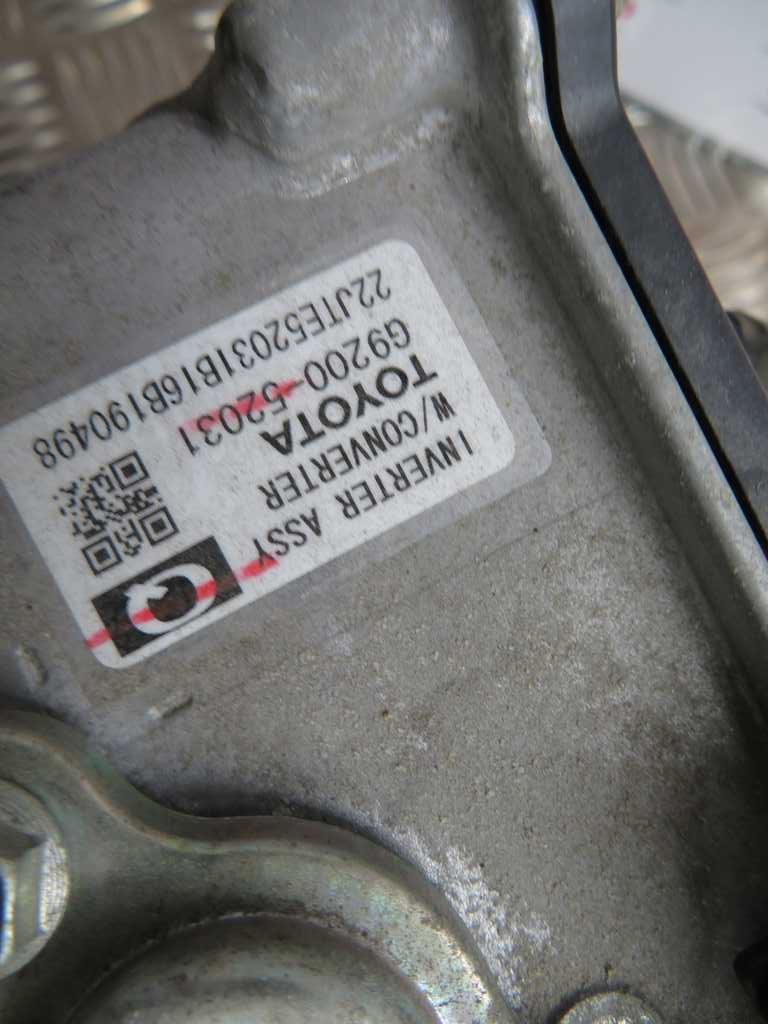 INVERTER ASSY
W/CONVERTER
TOYOTA
G9200-52031
22JTE52031B16B190498